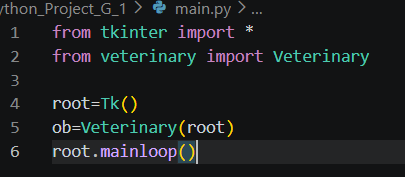 ython_Project_G_1 > main.py > ...
1 from tkinter import *
2 from veterinary import Veterinary
3
4 root=Tk()
5 ob=Veterinary(root)
6 root.mainloop()